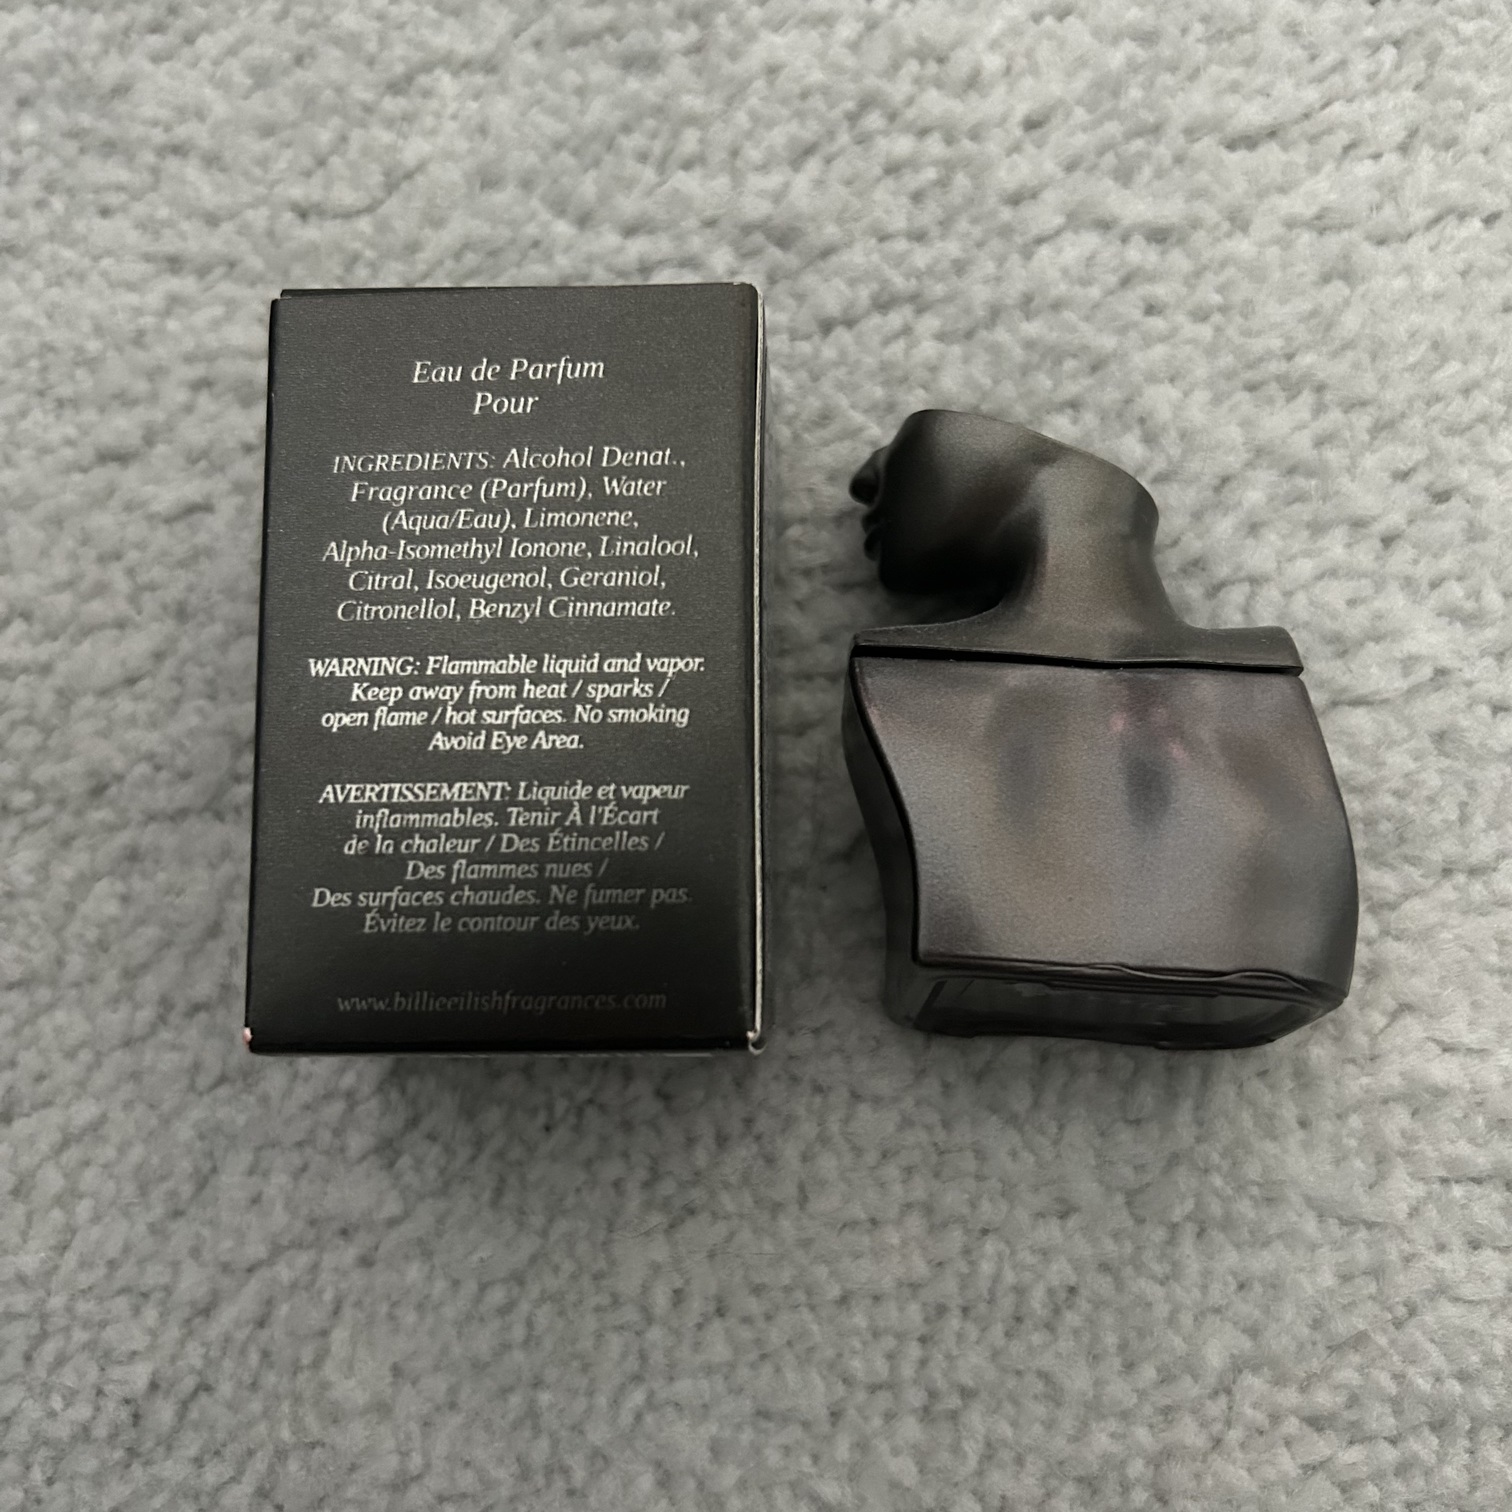 Eau de Parfum
Pour
INGREDIENTS: Alcohol Denat.,
Fragrance (Parfum), Water
(Aqua/Eau), Limonene,
Alpha-Isomethyl Ionone, Linalool,
Citral, Isoeugenol, Geraniol,
Citronellol, Benzyl Cinnamate.
WARNING: Flammable liquid and vapor.
Keep away from heat / sparks /
open flame / hot surfaces. No smoking
Avoid Eye Area.
AVERTISSEMENT: Liquide et vapeur
inflammables. Tenir À l'Écart
de la chaleur / Des Étincelles /
Des flammes nues /
Des surfaces chaudes. Ne fumer pas.
Évitez le contour des yeux.
www.billieeilishfragrances.com